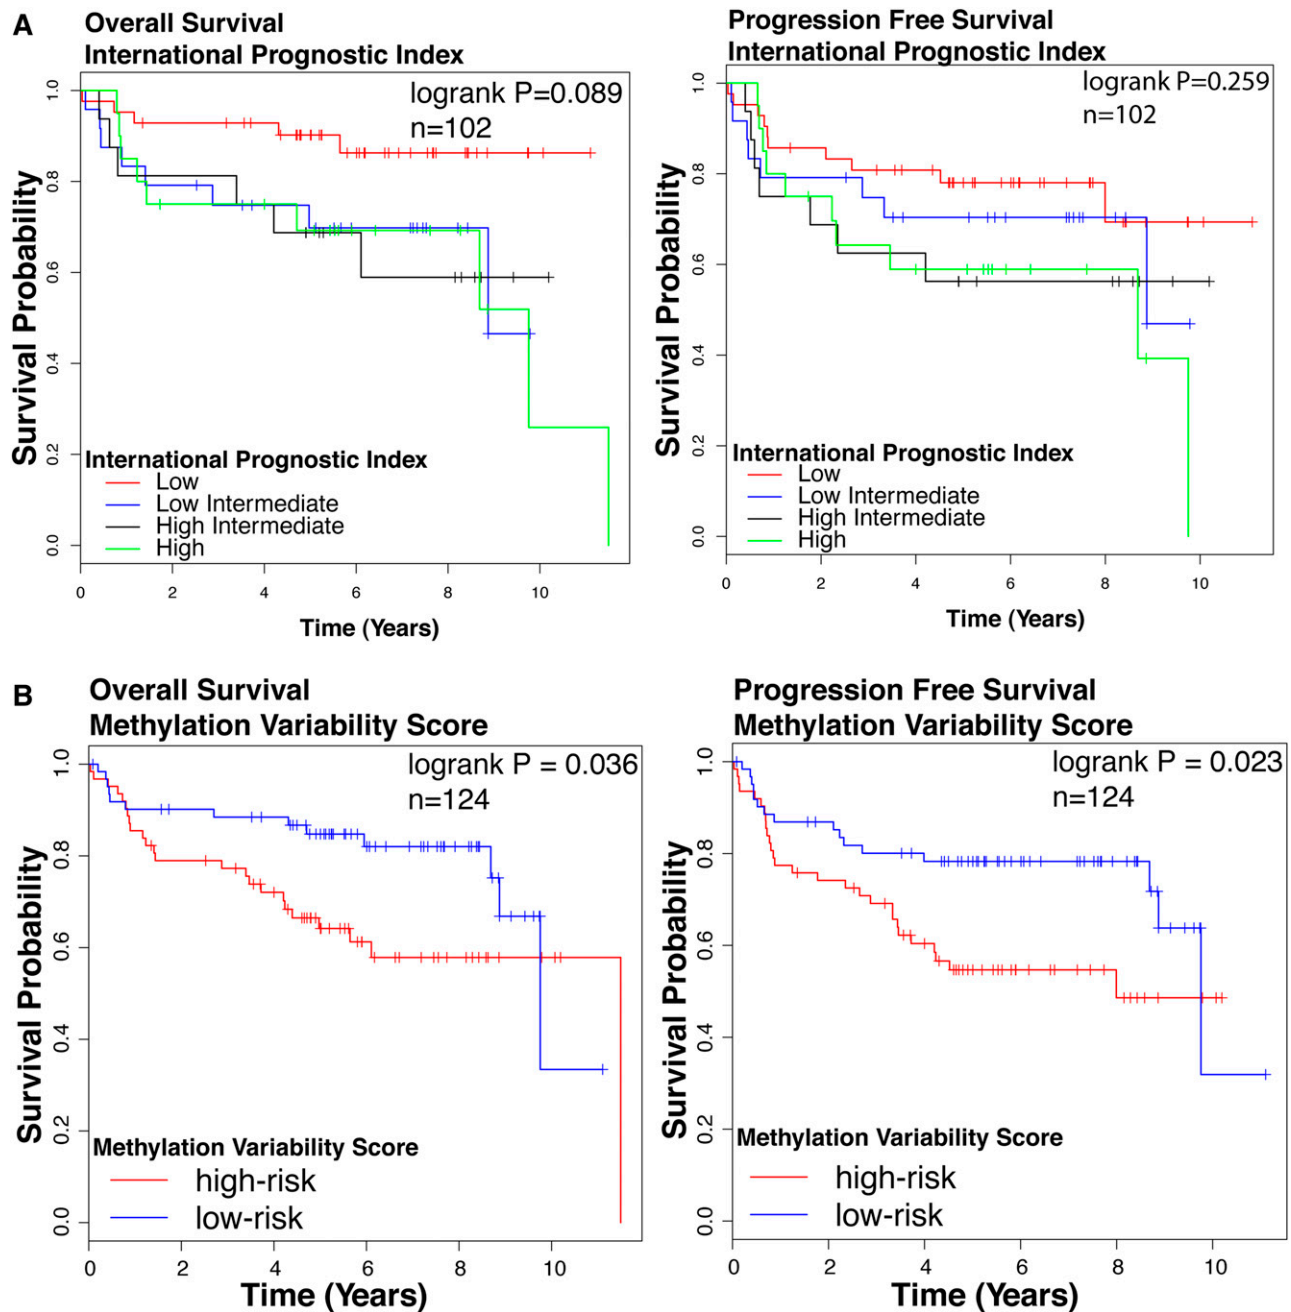 A
Overall Survival
International Prognostic Index
logrank P=0.089
n=102
Survival Probability
1.0
0.8
0.6
0.4
0.2
0.0
International Prognostic Index
Low
Low Intermediate
High Intermediate
High
0 2 4 6 8 10
Time (Years)
Progression Free Survival
International Prognostic Index
logrank P=0.259
n=102
Survival Probability
1.0
0.8
0.6
0.4
0.2
0.0
International Prognostic Index
Low
Low Intermediate
High Intermediate
High
0 2 4 6 8 10
Time (Years)
B
Overall Survival
Methylation Variability Score
logrank P = 0.036
n=124
Survival Probability
1.0
0.8
0.6
0.4
0.2
0.0
Methylation Variability Score
high-risk
low-risk
0 2 4 6 8 10
Time (Years)
Progression Free Survival
Methylation Variability Score
logrank P = 0.023
n=124
Survival Probability
1.0
0.8
0.6
0.4
0.2
0.0
Methylation Variability Score
high-risk
low-risk
0 2 4 6 8 10
Time (Years)